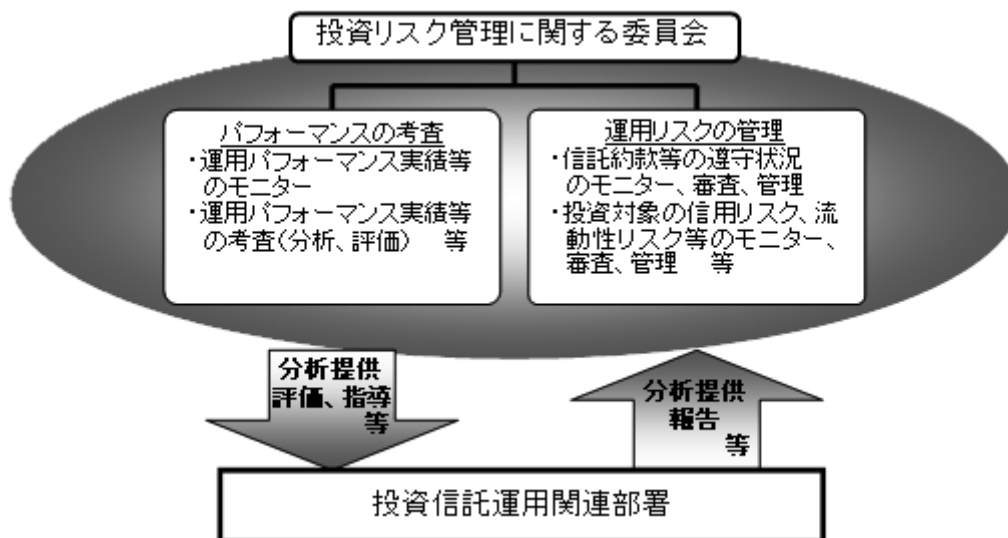 投資リスク管理に関する委員会
パフォーマンスの考査
・運用パフォーマンス実績等
のモニター
・運用パフォーマンス実績等
の考査(分析、評価) 等
運用リスクの管理
・信託約款等の遵守状況
のモニター、審査、管理
・投資対象の信用リスク、流
動性リスク等のモニター、
審査、管理 等
分析提供
評価、指導
等
分析提供
報告
等
投資信託運用関連部署